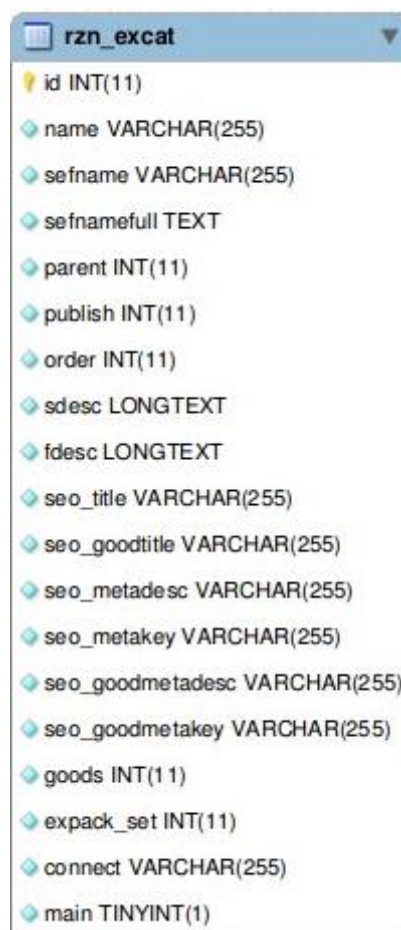 rzn_excat
id INT(11)
name VARCHAR(255)
sefname VARCHAR(255)
sefnamefull TEXT
parent INT(11)
publish INT(11)
order INT(11)
sdesc LONGTEXT
fdesc LONGTEXT
seo_title VARCHAR(255)
seo_goodtitle VARCHAR(255)
seo_metadesc VARCHAR(255)
seo_metakey VARCHAR(255)
seo_goodmetadesc VARCHAR(255)
seo_goodmetakey VARCHAR(255)
goods INT(11)
expack_set INT(11)
connect VARCHAR(255)
main TINYINT(1)